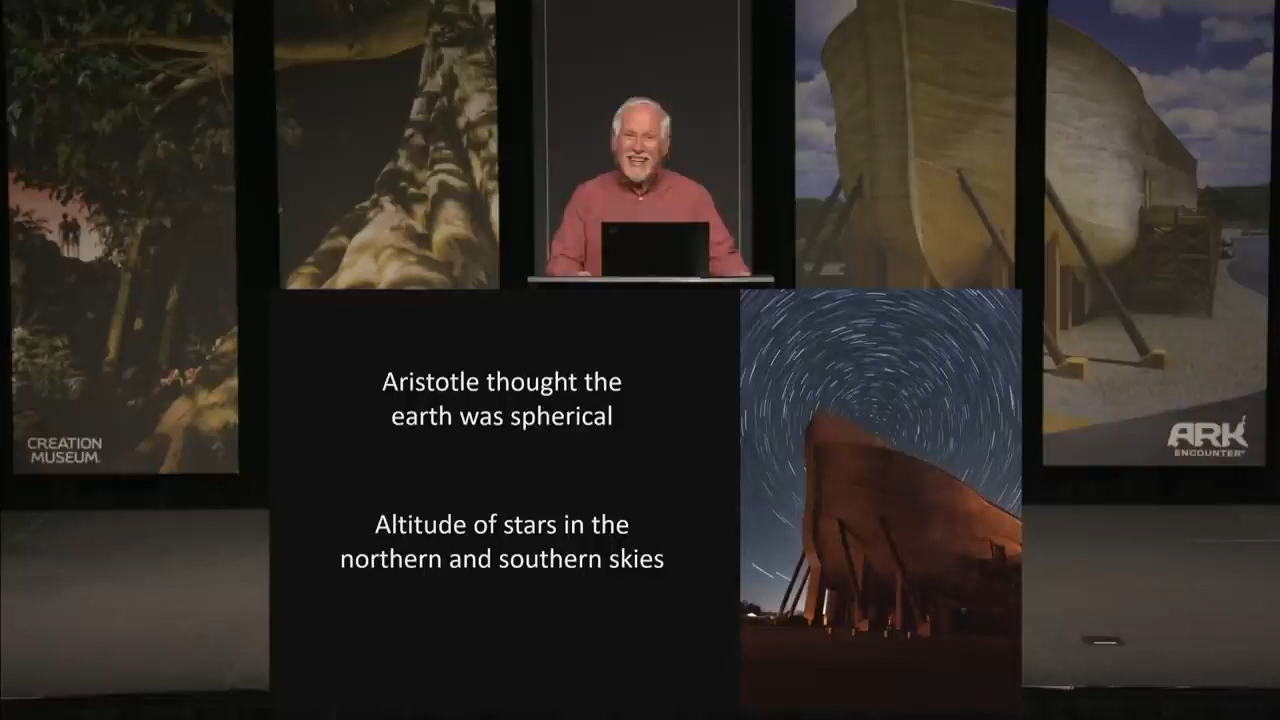 Aristotle thought the
earth was spherical
Altitude of stars in the
northern and southern skies
CREATION
MUSEUM
ARK
ENCOUNTER